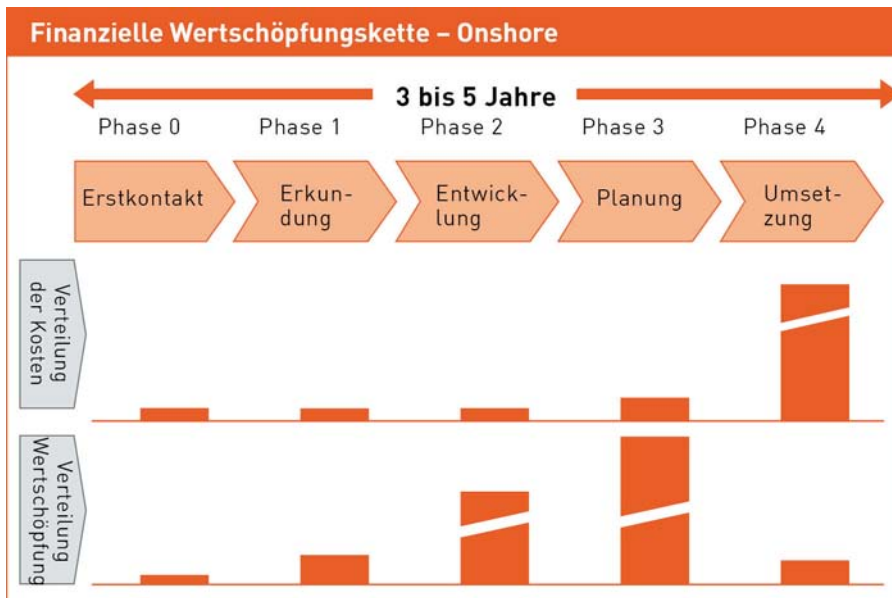 Finanzielle Wertschöpfungskette – Onshore
3 bis 5 Jahre
Phase 0
Phase 1
Phase 2
Phase 3
Phase 4
Erstkontakt
Erkun-
dung
Entwick-
lung
Planung
Umset-
zung
Verteilung
der Kosten
Verteilung
Wertschöpfung